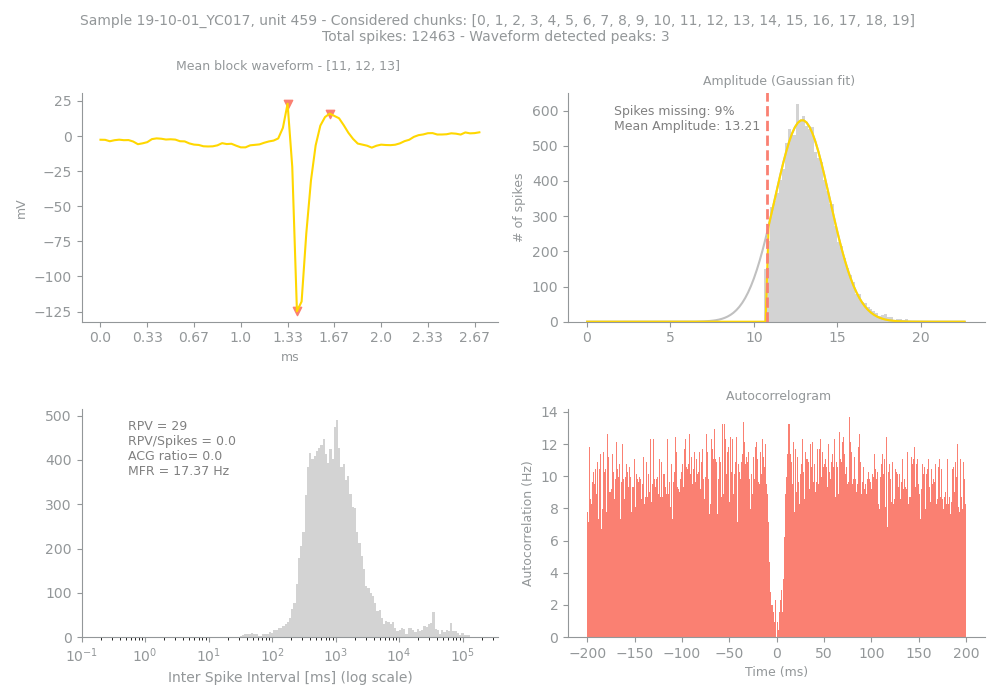 Sample 19-10-01_YC017, unit 459 - Considered chunks: [0, 1, 2, 3, 4, 5, 6, 7, 8, 9, 10, 11, 12, 13, 14, 15, 16, 17, 18, 19]
Total spikes: 12463 - Waveform detected peaks: 3
Mean block waveform - [11, 12, 13]
25
0
−25
−50
−75
−100
−125
mV
0.0 0.33 0.67 1.0 1.33 1.67 2.0 2.33 2.67
ms
Amplitude (Gaussian fit)
Spikes missing: 9%
Mean Amplitude: 13.21
600
500
400
300
200
100
0
# of spikes
0 5 10 15 20
RPV = 29
RPV/Spikes = 0.0
ACG ratio= 0.0
MFR = 17.37 Hz
500
400
300
200
100
0
10−1 100 101 102 103 104 105
Inter Spike Interval [ms] (log scale)
Autocorrelogram
14
12
10
8
6
4
2
0
Autocorrelation (Hz)
−200 −150 −100 −50 0 50 100 150 200
Time (ms)